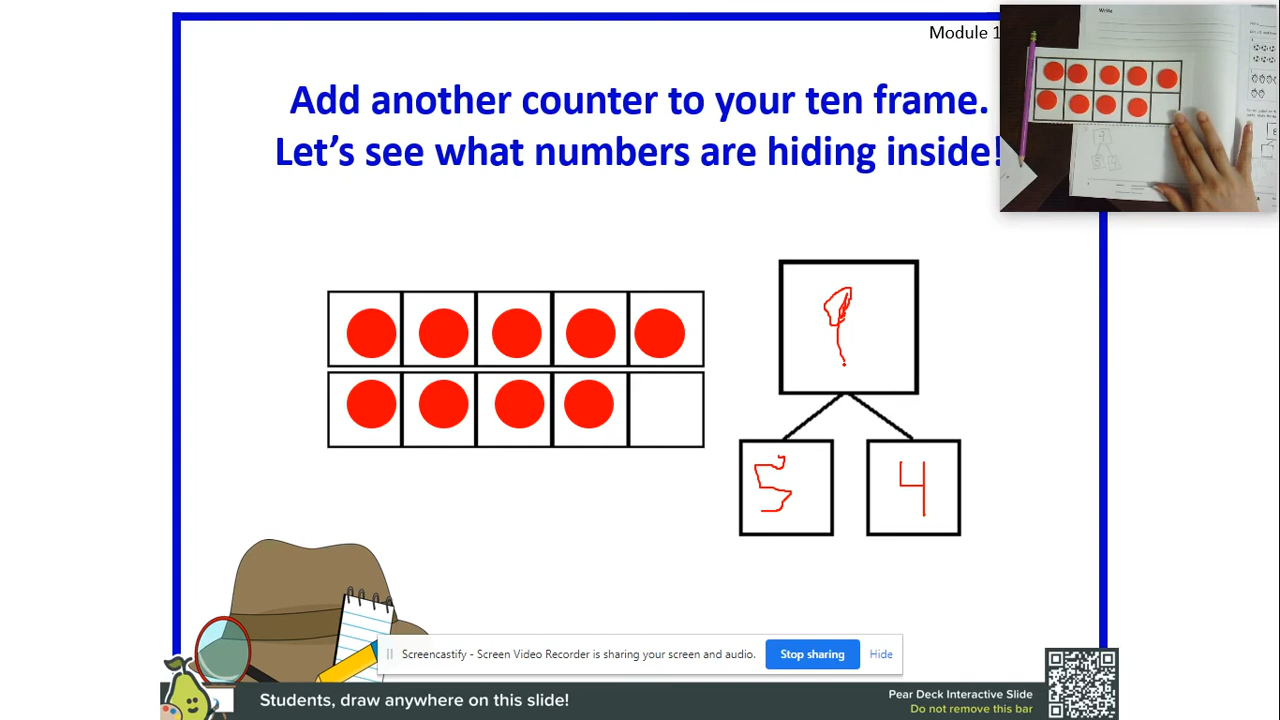 Module 1
Add another counter to your ten frame.
Let's see what numbers are hiding inside!
Write
9
5 4
Screencastify - Screen Video Recorder is sharing your screen and audio.
Stop sharing
Hide
Students, draw anywhere on this slide!
Pear Deck Interactive Slide
Do not remove this bar